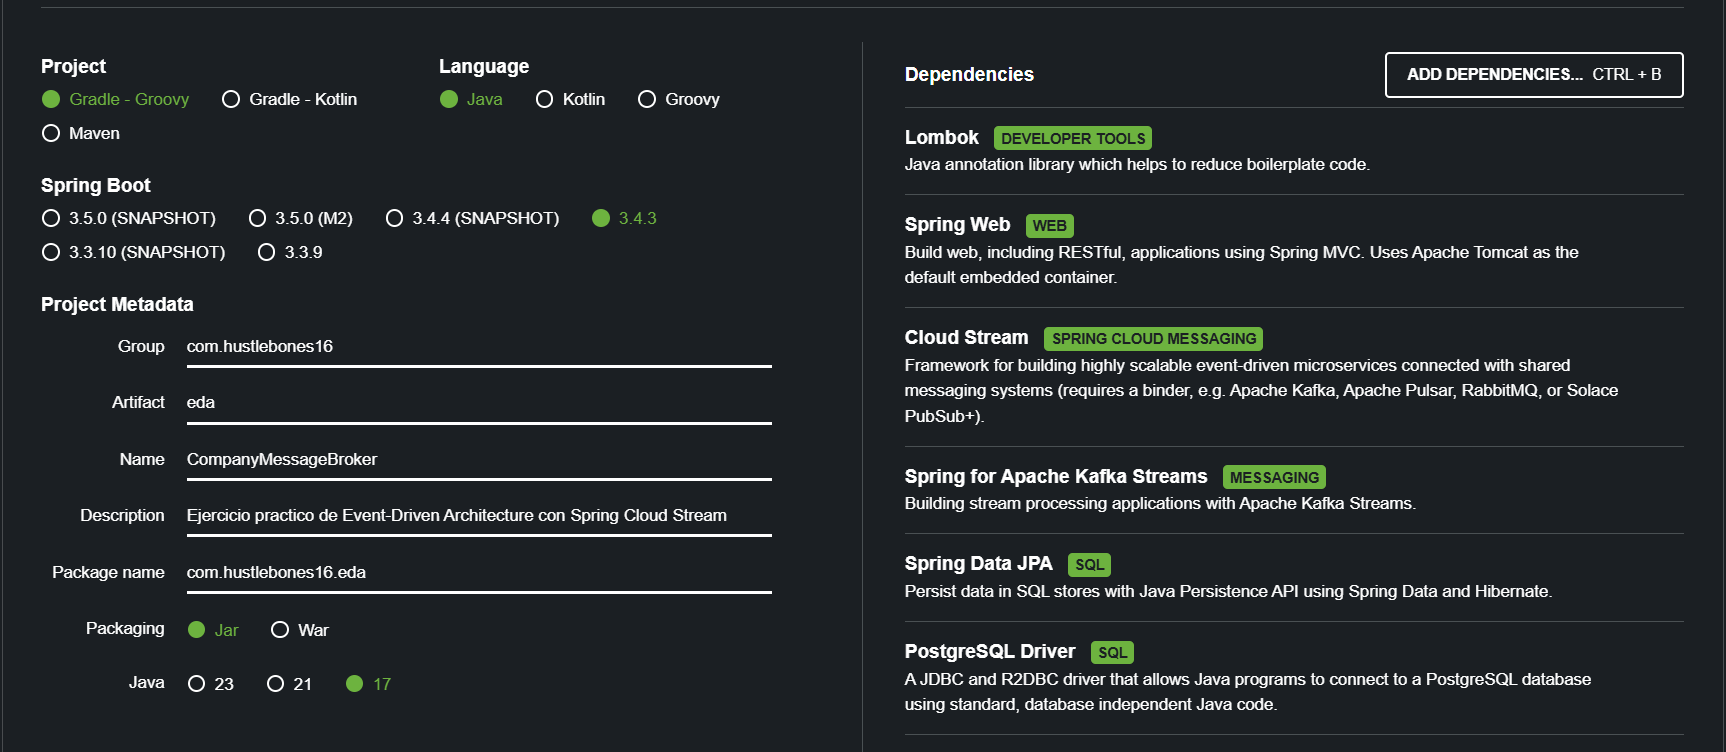 Project
Gradle - Groovy Gradle - Kotlin
Maven
Language
Java Kotlin Groovy
Spring Boot
3.5.0 (SNAPSHOT) 3.5.0 (M2) 3.4.4 (SNAPSHOT) 3.4.3
3.3.10 (SNAPSHOT) 3.3.9
Project Metadata
Group com.hustlebones16
Artifact eda
Name CompanyMessageBroker
Description Ejercicio practico de Event-Driven Architecture con Spring Cloud Stream
Package name com.hustlebones16.eda
Packaging Jar War
Java 23 21 17
Dependencies ADD DEPENDENCIES... CTRL + B
Lombok DEVELOPER TOOLS
Java annotation library which helps to reduce boilerplate code.
Spring Web WEB
Build web, including RESTful, applications using Spring MVC. Uses Apache Tomcat as the
default embedded container.
Cloud Stream SPRING CLOUD MESSAGING
Framework for building highly scalable event-driven microservices connected with shared
messaging systems (requires a binder, e.g. Apache Kafka, Apache Pulsar, RabbitMQ, or Solace
PubSub+).
Spring for Apache Kafka Streams MESSAGING
Building stream processing applications with Apache Kafka Streams.
Spring Data JPA SQL
Persist data in SQL stores with Java Persistence API using Spring Data and Hibernate.
PostgreSQL Driver SQL
A JDBC and R2DBC driver that allows Java programs to connect to a PostgreSQL database
using standard, database independent Java code.